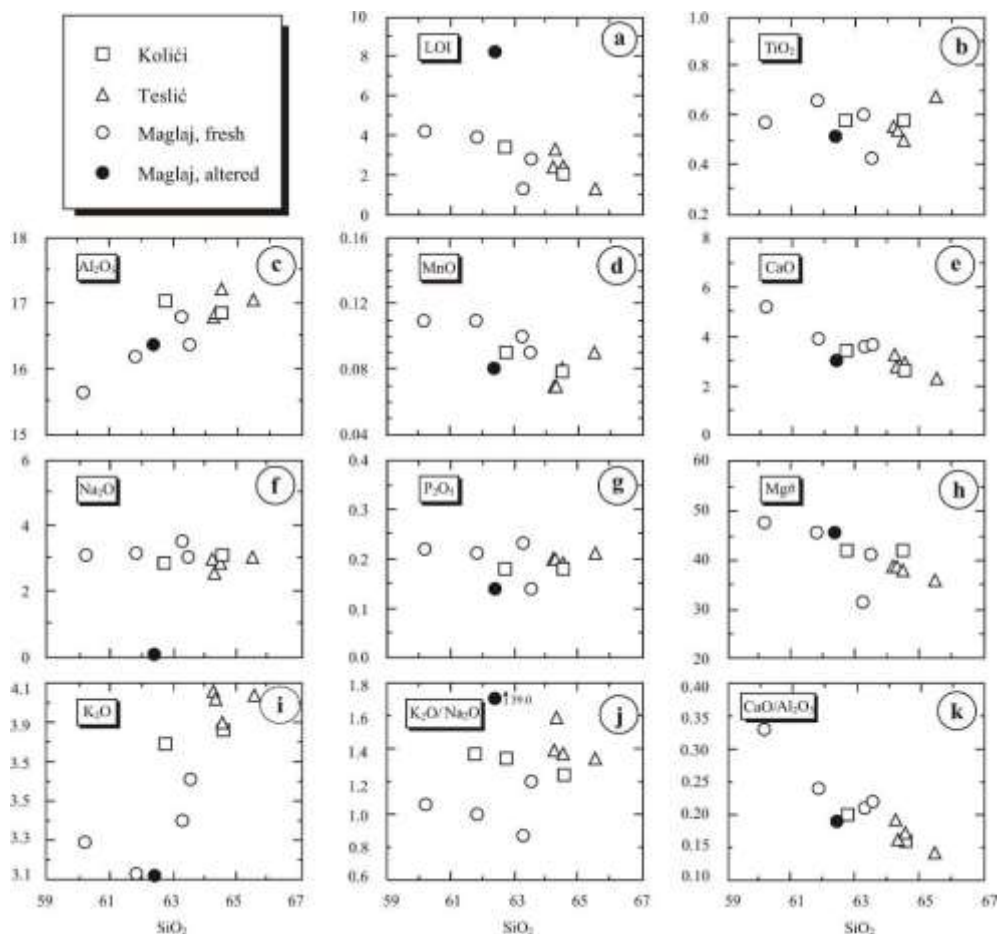 Kolići
Teslić
Maglaj, fresh
Maglaj, altered
LOI
a
10
8
6
4
2
0
TiO₂
b
1.0
0.8
0.6
0.4
0.2
Al₂O₃
c
18
17
16
15
MnO
d
0.16
0.12
0.08
0.04
CaO
e
8
6
4
2
0
Na₂O
f
6
4
2
0
P₂O₅
g
0.4
0.3
0.2
0.1
0.0
Mg#
h
60
50
40
30
20
K₂O
i
4.1
3.9
3.5
3.3
3.1
K₂O/Na₂O
j
1.8
1.6
1.4
1.2
1.0
0.8
0.6
CaO/Al₂O₃
k
0.40
0.35
0.30
0.25
0.20
0.15
0.10
59 61 63 65 67
SiO₂
59 61 63 65 67
SiO₂
59 61 63 65 67
SiO₂